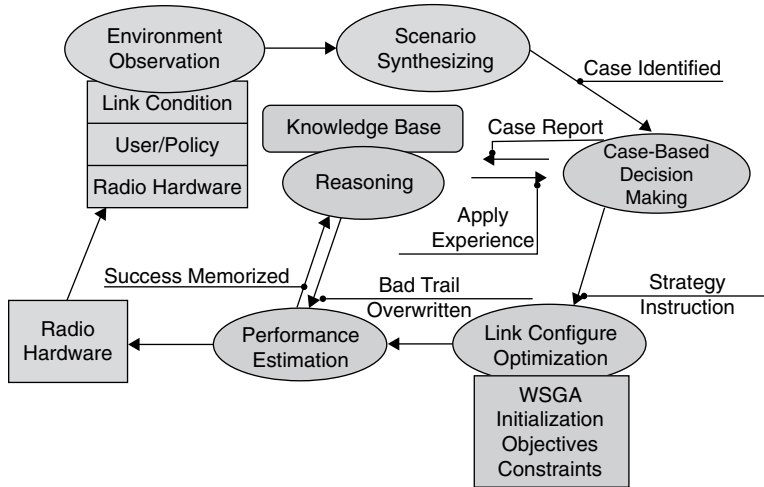 Environment
Observation
Scenario
Synthesizing
Case Identified
Link Condition
User/Policy
Radio Hardware
Knowledge Base
Reasoning
Case Report
Case-Based
Decision
Making
Apply
Experience
Success Memorized
Bad Trail
Overwritten
Strategy
Instruction
Radio
Hardware
Performance
Estimation
Link Configure
Optimization
WSGA
Initialization
Objectives
Constraints